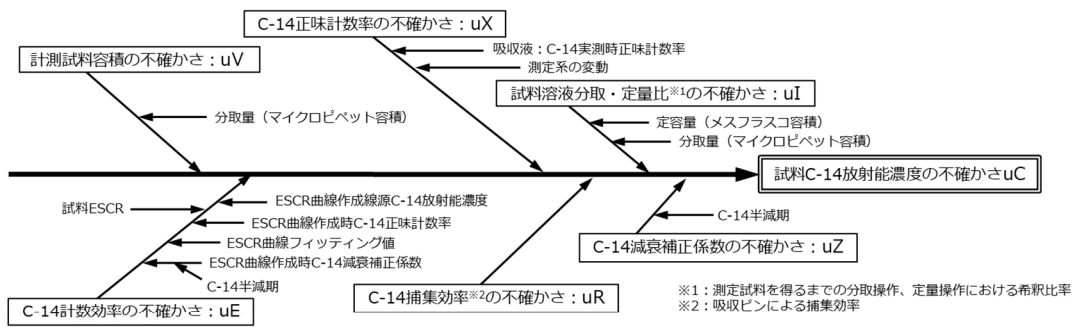 C-14正味計数率の不確かさ：uX
吸収液：C-14実測時正味計数率
測定系の変動
計測試料容積の不確かさ：uV
分取量（マイクロピペット容積）
試料溶液分取・定量比※1の不確かさ：uI
定容量（メスフラスコ容積）
分取量（マイクロピペット容積）
試料C-14放射能濃度の不確かさuC
試料ESCR
ESCR曲線作成線源C-14放射能濃度
ESCR曲線作成時C-14正味計数率
ESCR曲線フィッティング値
ESCR曲線作成時C-14減衰補正係数
C-14半減期
C-14計数効率の不確かさ：uE
C-14捕集効率※2の不確かさ：uR
C-14半減期
C-14減衰補正係数の不確かさ：uZ
※1：測定試料を得るまでの分取操作、定量操作における希釈比率
※2：吸収ビンによる捕集効率